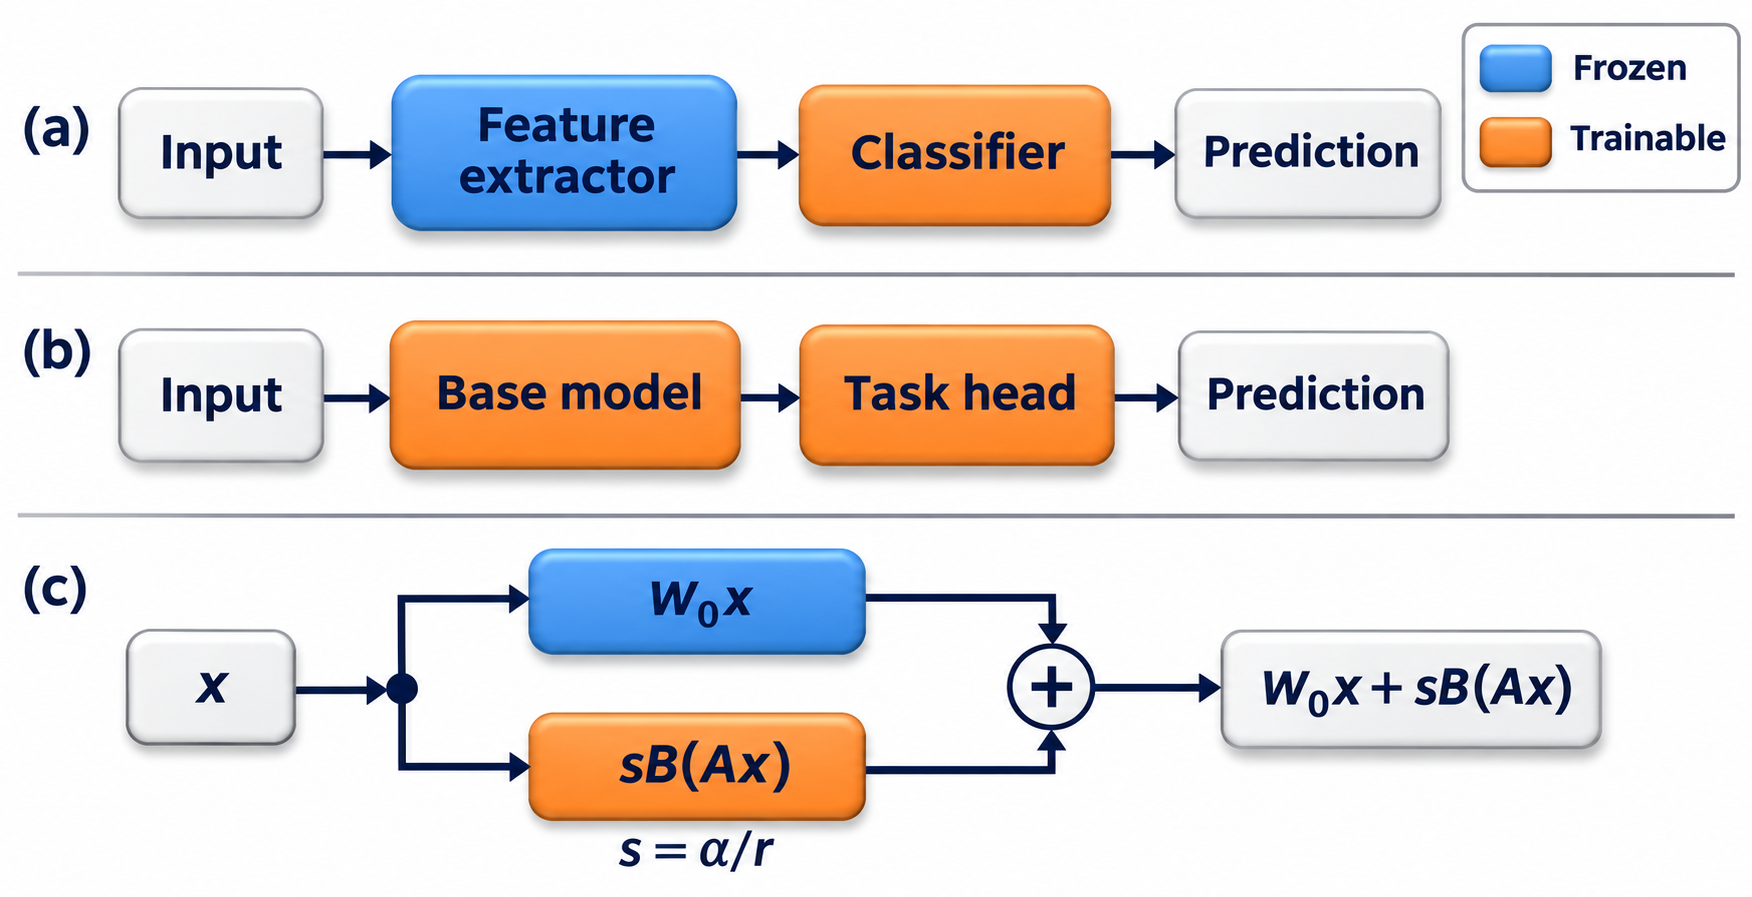 Frozen
Trainable
(a)
Input
Feature
extractor
Classifier
Prediction
(b)
Input
Base model
Task head
Prediction
(c)
x
W₀x
sB(Ax)
s = α/r
+
W₀x + sB(Ax)